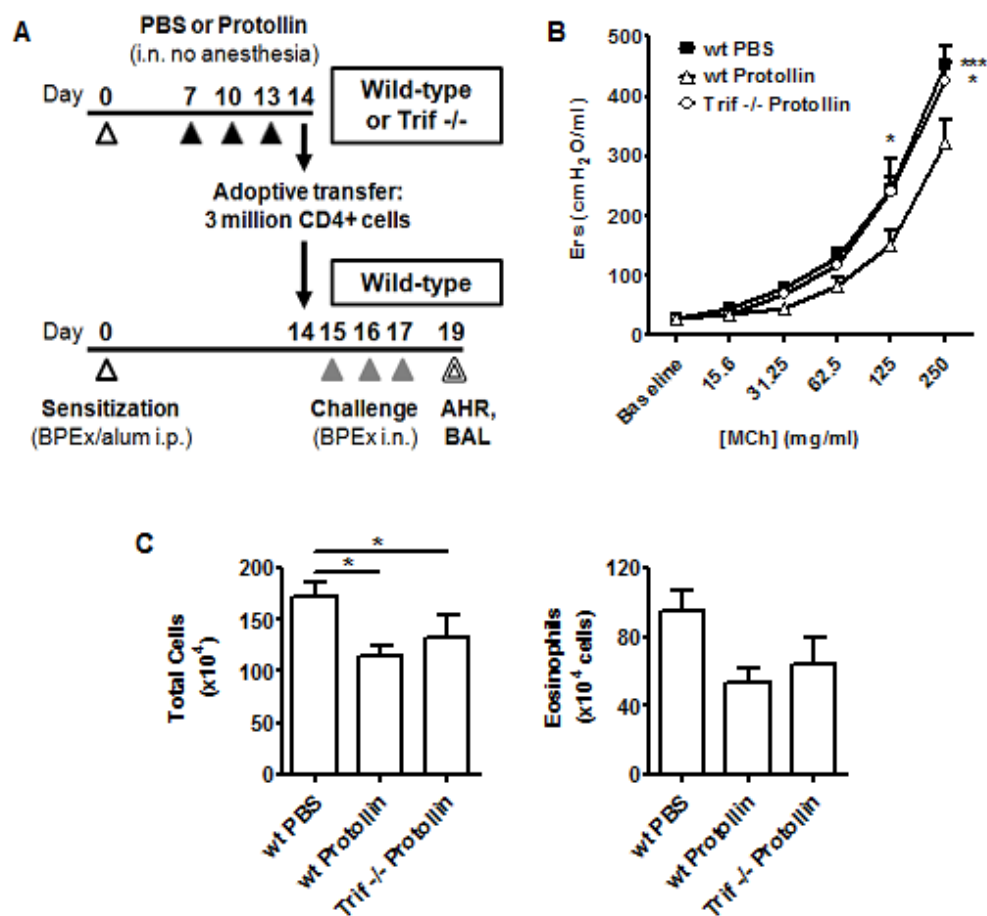 A
PBS or Protollin
(i.n. no anesthesia)
Day 0 7 10 13 14
Wild-type
or Trif -/-
Adoptive transfer:
3 million CD4+ cells
Wild-type
Day 0 14 15 16 17 19
Sensitization
(BPEx/alum i.p.)
Challenge
(BPEx i.n.)
AHR,
BAL
B
500
400
300
200
100
0
Ers (cmH2O/ml)
wt PBS
wt Protollin
Trif -/- Protollin
*
***
*
Baseline
15.6
31.25
62.5
125
250
[MCh] (mg/ml)
C
Total Cells
(x10⁴)
200
150
100
50
0
*
*
wt PBS
wt Protollin
Trif -/- Protollin
Eosinophils
(x10⁴ cells)
120
80
40
0
wt PBS
wt Protollin
Trif -/- Protollin